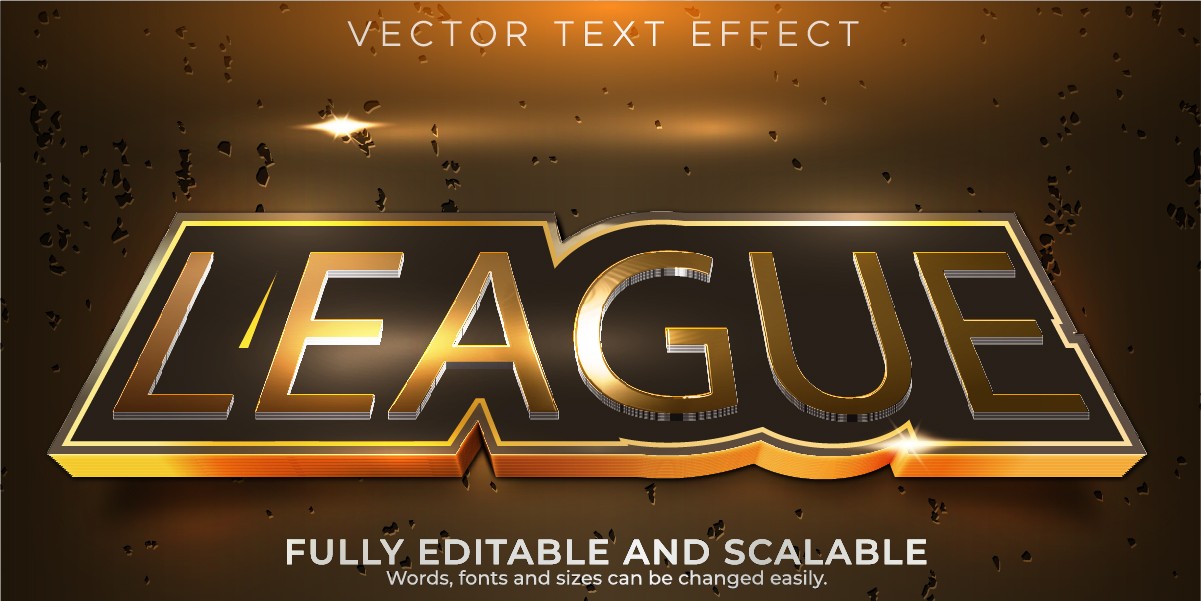 VECTOR TEXT EFFECT
LEAGUE
FULLY EDITABLE AND SCALABLE
Words, fonts and sizes can be changed easily.